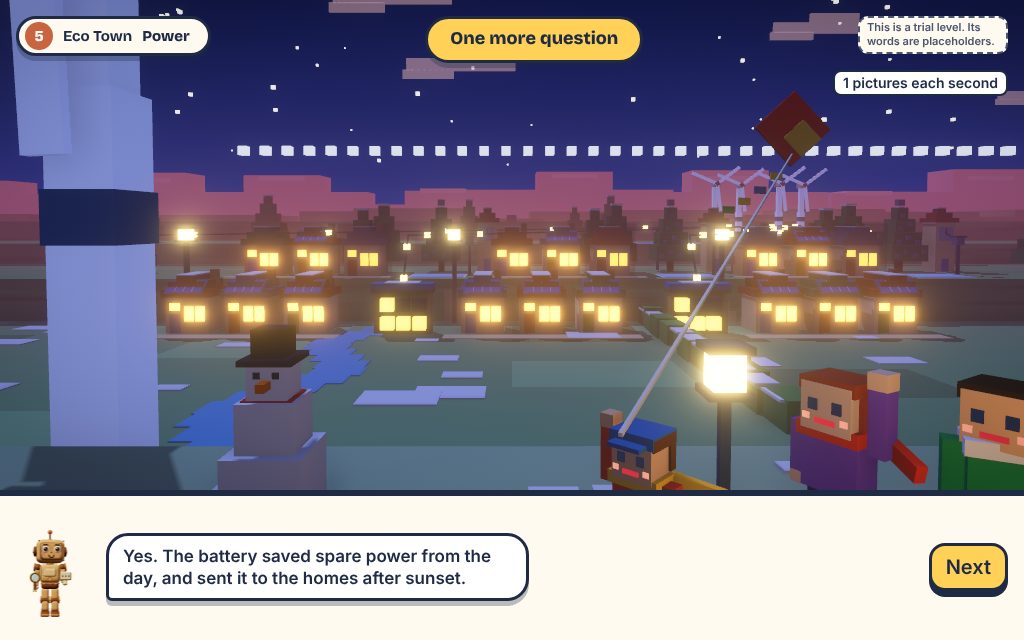 5 Eco Town Power
One more question
This is a trial level. Its
words are placeholders.
1 pictures each second
Yes. The battery saved spare power from the
day, and sent it to the homes after sunset.
Next